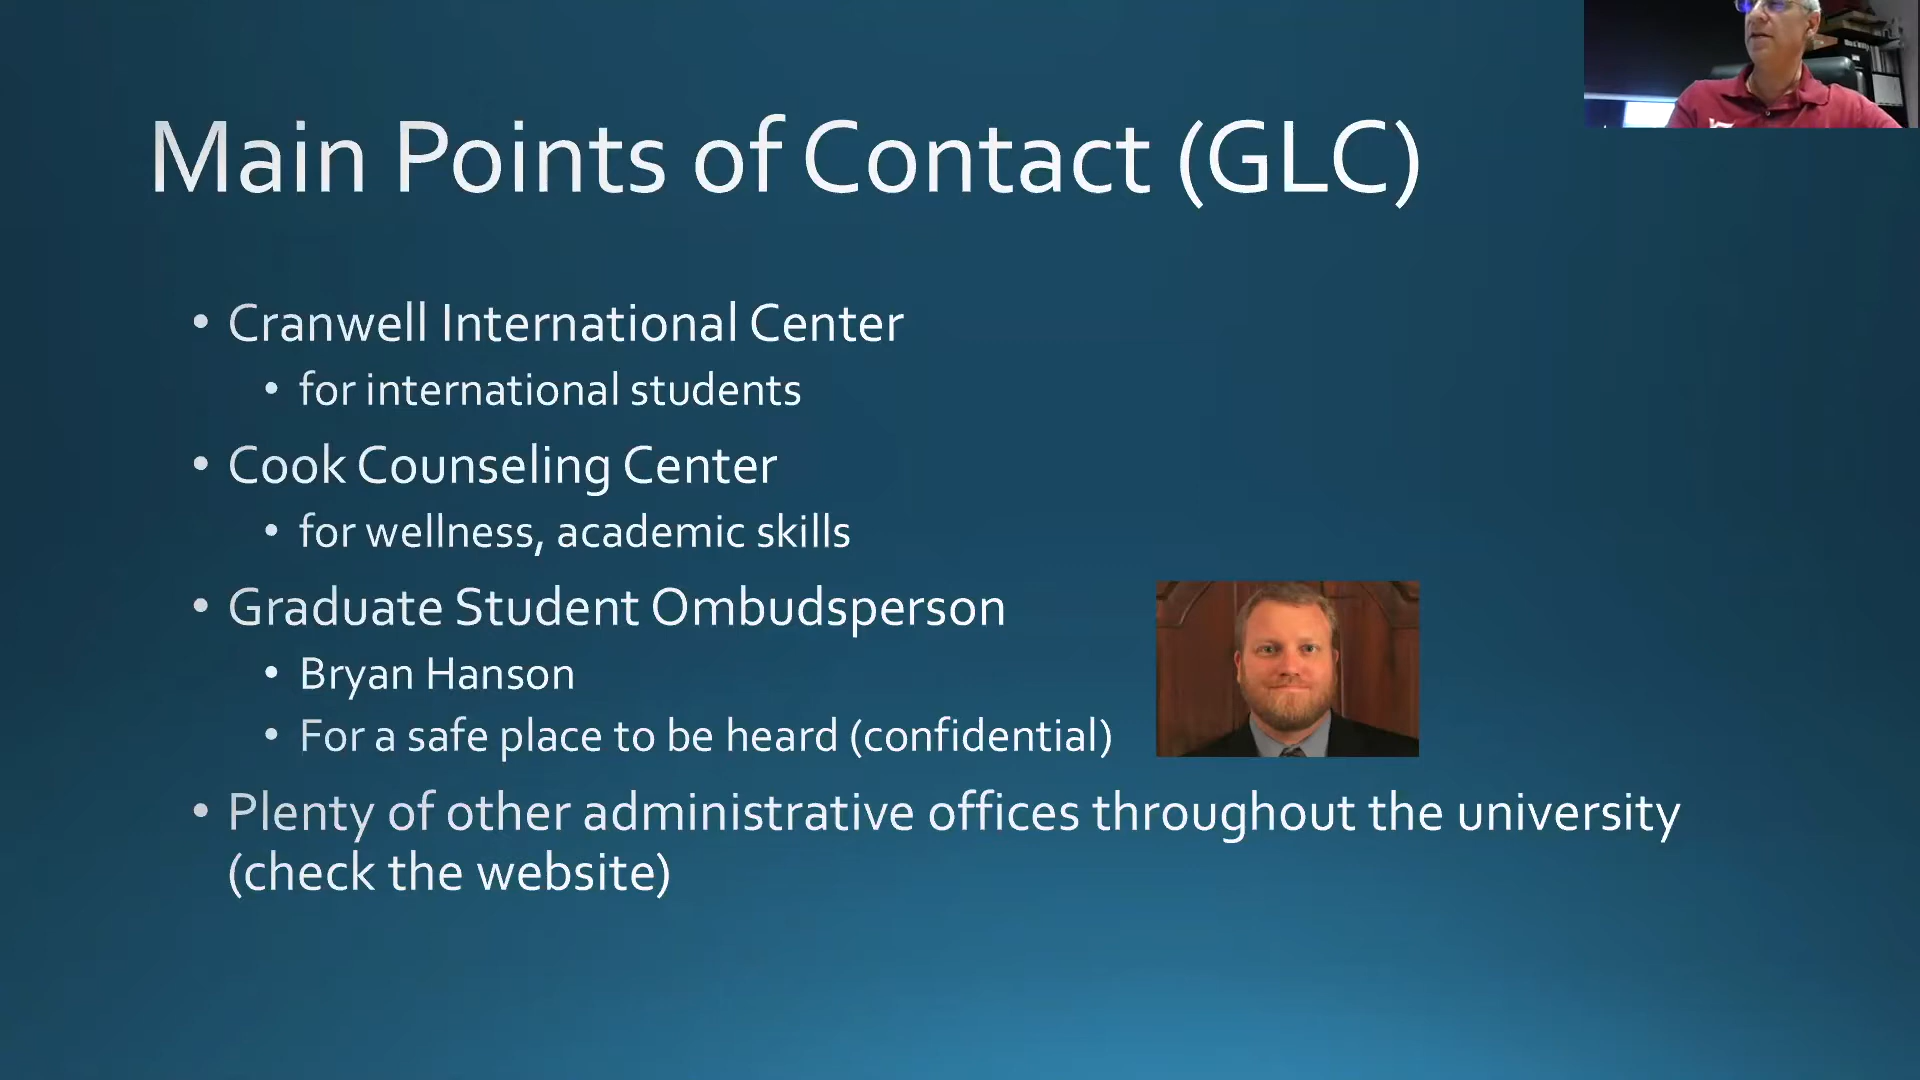 Main Points of Contact (GLC)
• Cranwell International Center
• for international students
• Cook Counseling Center
• for wellness, academic skills
• Graduate Student Ombudsperson
• Bryan Hanson
• For a safe place to be heard (confidential)
• Plenty of other administrative offices throughout the university
(check the website)